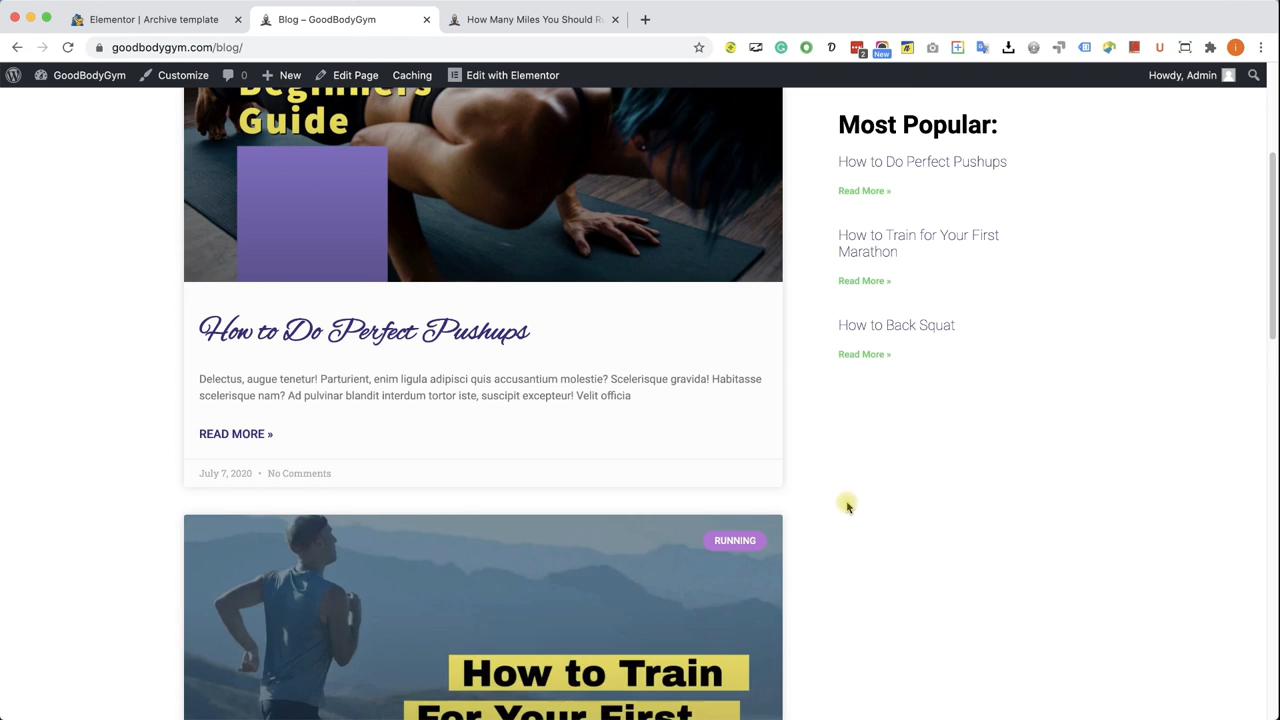 Elementor | Archive template
Blog – GoodBodyGym
How Many Miles You Should Ru
goodbodygym.com/blog/
2
New
GoodBodyGym
Customize
0
New
Edit Page
Caching
Edit with Elementor
Howdy, Admin
Beginners
Guide
Most Popular:
How to Do Perfect Pushups
Read More »
How to Train for Your First
Marathon
Read More »
How to Back Squat
Read More »
How to Do Perfect Pushups
Delectus, augue tenetur! Parturient, enim ligula adipisci quis accusantium molestie? Scelerisque gravida! Habitasse
scelerisque nam? Ad pulvinar blandit interdum tortor iste, suscipit excepteur! Velit officia
READ MORE »
July 7, 2020 • No Comments
RUNNING
How to Train
For Your First